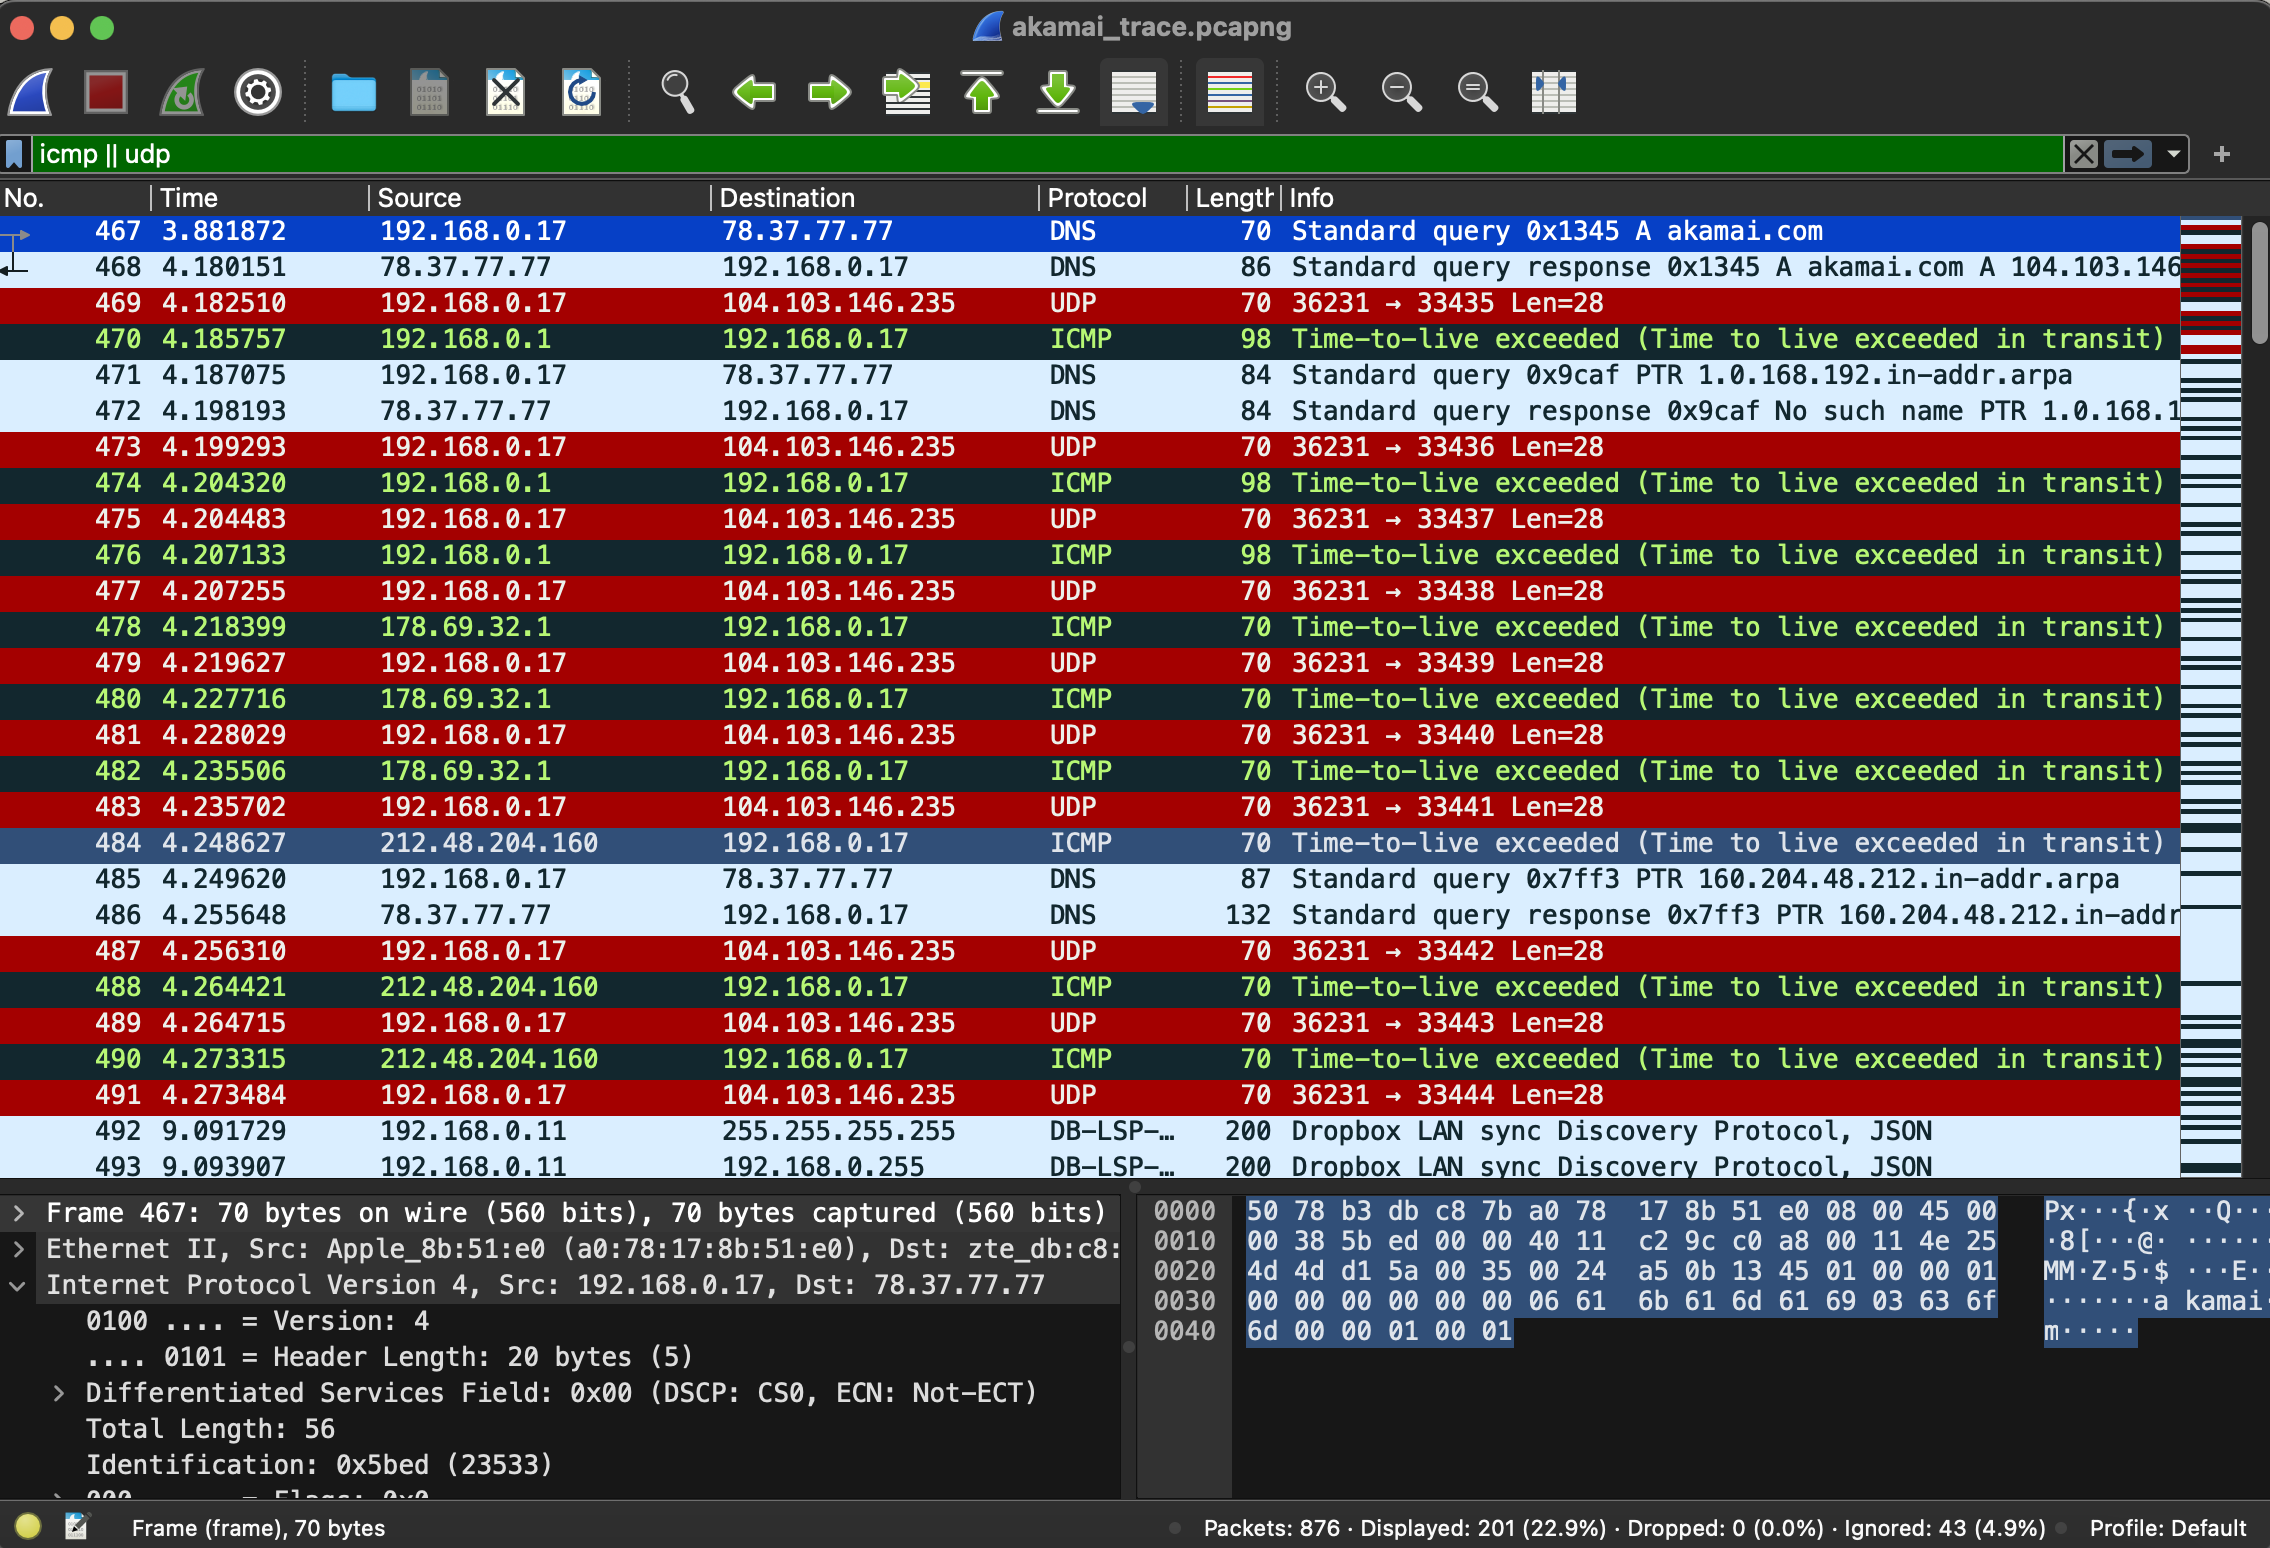 akamai_trace.pcapng
icmp || udp
No. Time Source Destination Protocol Length Info
467 3.881872 192.168.0.17 78.37.77.77 DNS 70 Standard query 0x1345 A akamai.com
468 4.180151 78.37.77.77 192.168.0.17 DNS 86 Standard query response 0x1345 A akamai.com A 104.103.146
469 4.182510 192.168.0.17 104.103.146.235 UDP 70 36231 → 33435 Len=28
470 4.185757 192.168.0.1 192.168.0.17 ICMP 98 Time-to-live exceeded (Time to live exceeded in transit)
471 4.187075 192.168.0.17 78.37.77.77 DNS 84 Standard query 0x9caf PTR 1.0.168.192.in-addr.arpa
472 4.198193 78.37.77.77 192.168.0.17 DNS 84 Standard query response 0x9caf No such name PTR 1.0.168.1
473 4.199293 192.168.0.17 104.103.146.235 UDP 70 36231 → 33436 Len=28
474 4.204320 192.168.0.1 192.168.0.17 ICMP 98 Time-to-live exceeded (Time to live exceeded in transit)
475 4.204483 192.168.0.17 104.103.146.235 UDP 70 36231 → 33437 Len=28
476 4.207133 192.168.0.1 192.168.0.17 ICMP 98 Time-to-live exceeded (Time to live exceeded in transit)
477 4.207255 192.168.0.17 104.103.146.235 UDP 70 36231 → 33438 Len=28
478 4.218399 178.69.32.1 192.168.0.17 ICMP 70 Time-to-live exceeded (Time to live exceeded in transit)
479 4.219627 192.168.0.17 104.103.146.235 UDP 70 36231 → 33439 Len=28
480 4.227716 178.69.32.1 192.168.0.17 ICMP 70 Time-to-live exceeded (Time to live exceeded in transit)
481 4.228029 192.168.0.17 104.103.146.235 UDP 70 36231 → 33440 Len=28
482 4.235506 178.69.32.1 192.168.0.17 ICMP 70 Time-to-live exceeded (Time to live exceeded in transit)
483 4.235702 192.168.0.17 104.103.146.235 UDP 70 36231 → 33441 Len=28
484 4.248627 212.48.204.160 192.168.0.17 ICMP 70 Time-to-live exceeded (Time to live exceeded in transit)
485 4.249620 192.168.0.17 78.37.77.77 DNS 87 Standard query 0x7ff3 PTR 160.204.48.212.in-addr.arpa
486 4.255648 78.37.77.77 192.168.0.17 DNS 132 Standard query response 0x7ff3 PTR 160.204.48.212.in-addr
487 4.256310 192.168.0.17 104.103.146.235 UDP 70 36231 → 33442 Len=28
488 4.264421 212.48.204.160 192.168.0.17 ICMP 70 Time-to-live exceeded (Time to live exceeded in transit)
489 4.264715 192.168.0.17 104.103.146.235 UDP 70 36231 → 33443 Len=28
490 4.273315 212.48.204.160 192.168.0.17 ICMP 70 Time-to-live exceeded (Time to live exceeded in transit)
491 4.273484 192.168.0.17 104.103.146.235 UDP 70 36231 → 33444 Len=28
492 9.091729 192.168.0.11 255.255.255.255 DB-LSP-… 200 Dropbox LAN sync Discovery Protocol, JSON
493 9.093907 192.168.0.11 192.168.0.255 DB-LSP-… 200 Dropbox LAN sync Discovery Protocol, JSON
Frame 467: 70 bytes on wire (560 bits), 70 bytes captured (560 bits)
Ethernet II, Src: Apple_8b:51:e0 (a0:78:17:8b:51:e0), Dst: zte_db:c8:
Internet Protocol Version 4, Src: 192.168.0.17, Dst: 78.37.77.77
0100 .... = Version: 4
.... 0101 = Header Length: 20 bytes (5)
Differentiated Services Field: 0x00 (DSCP: CS0, ECN: Not-ECT)
Total Length: 56
Identification: 0x5bed (23533)
0000 50 78 b3 db c8 7b a0 78 17 8b 51 e0 08 00 45 00 Px···{·x ··Q···
0010 00 38 5b ed 00 00 40 11 c2 9c c0 a8 00 11 4e 25 ·8[···@· ······
0020 4d 4d d1 5a 00 35 00 24 a5 0b 13 45 01 00 00 01 MM·Z·5·$ ···E··
0030 00 00 00 00 00 00 06 61 6b 61 6d 61 69 03 63 6f ·······a kamai·
0040 6d 00 00 01 00 01 m·····
Frame (frame), 70 bytes
Packets: 876 · Displayed: 201 (22.9%) · Dropped: 0 (0.0%) · Ignored: 43 (4.9%)
Profile: Default